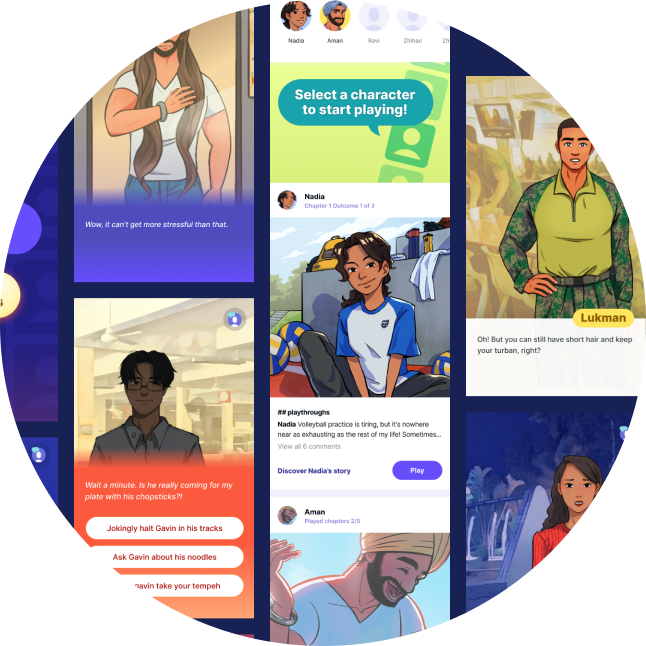 Wow, it can't get more stressful than that.
Wait a minute. Is he really coming for my
plate with his chopsticks?!
Jokingly halt Gavin in his tracks
Ask Gavin about his noodles
gavin take your tempeh
Nadia
Aman
Ravi
Zhihao
Select a character
to start playing!
Nadia
Chapter 1 Outcome 1 of 3
## playthroughs
Nadia Volleyball practice is tiring, but it's nowhere
near as exhausting as the rest of my life! Sometimes...
View all 6 comments
Discover Nadia's story
Play
Aman
Played chapters 2/5
Lukman
Oh! But you can still have short hair and keep
your turban, right?